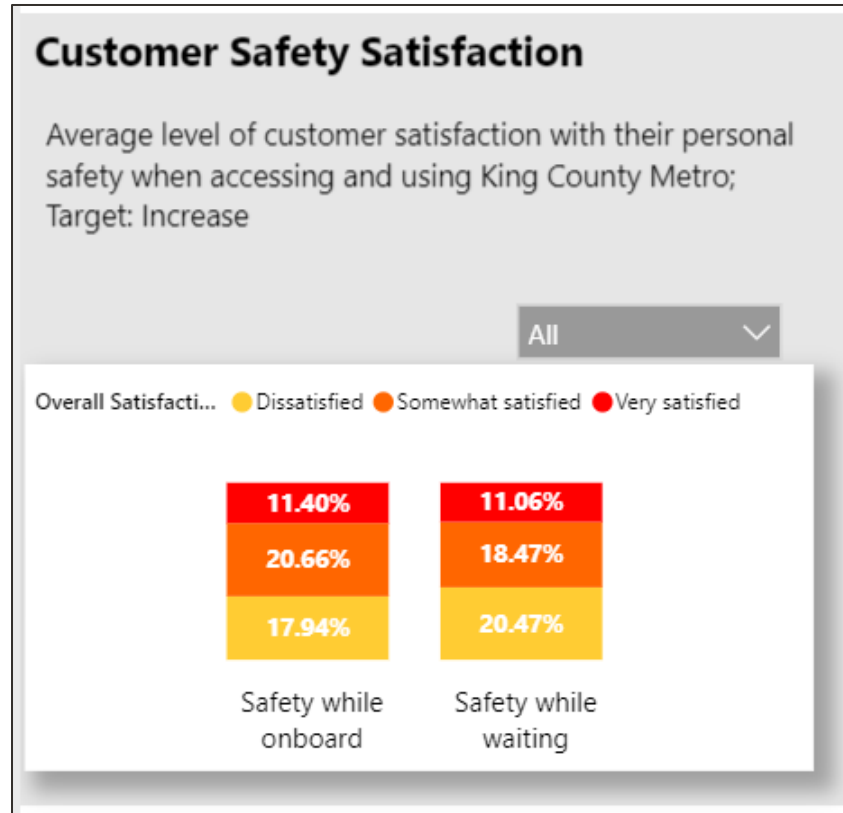 Customer Safety Satisfaction
Average level of customer satisfaction with their personal
safety when accessing and using King County Metro;
Target: Increase
All
Overall Satisfacti... Dissatisfied Somewhat satisfied Very satisfied
11.40% 11.06%
20.66% 18.47%
17.94% 20.47%
Safety while Safety while
onboard waiting